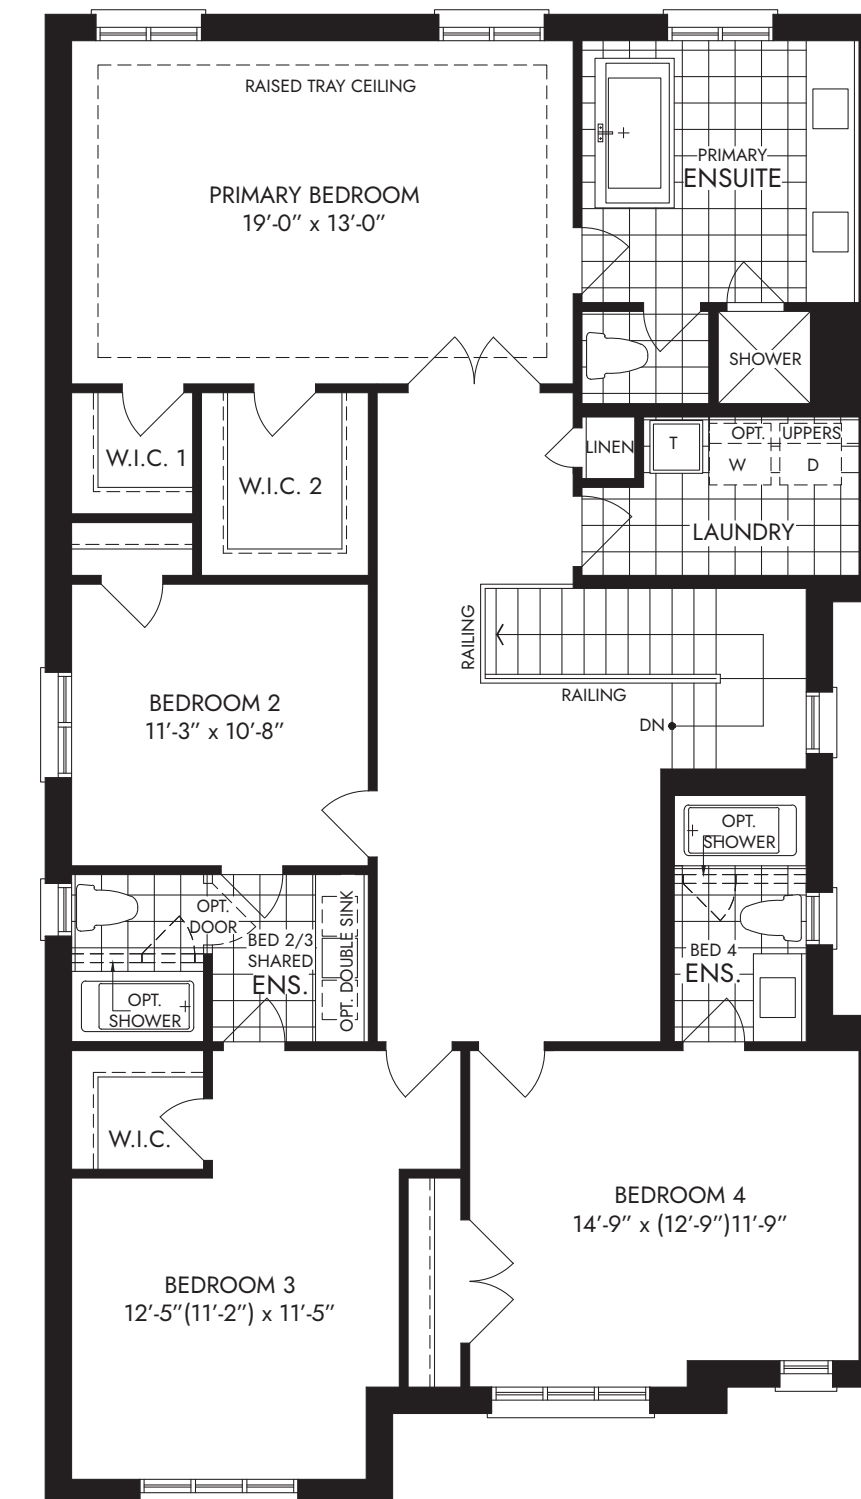 RAISED TRAY CEILING
PRIMARY BEDROOM
19'-0" x 13'-0"
PRIMARY
ENSUITE
SHOWER
W.I.C. 1
W.I.C. 2
LINEN
T
OPT. UPPERS
W
D
LAUNDRY
RAILING
RAILING
DN
BEDROOM 2
11'-3" x 10'-8"
OPT.
SHOWER
OPT.
DOOR
BED 2/3
SHARED
ENS.
OPT. DOUBLE SINK
OPT.
SHOWER
BED 4
ENS.
W.I.C.
BEDROOM 4
14'-9" x (12'-9")11'-9"
BEDROOM 3
12'-5"(11'-2") x 11'-5"